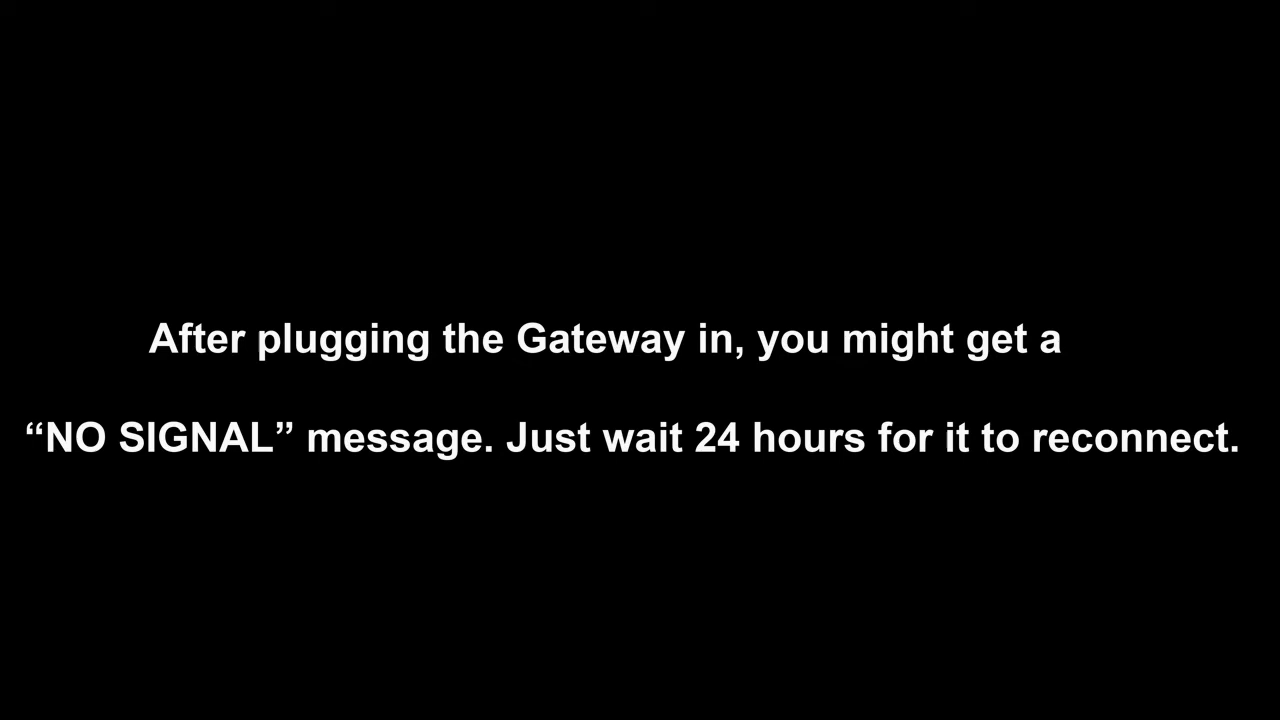 After plugging the Gateway in, you might get a
“NO SIGNAL” message. Just wait 24 hours for it to reconnect.